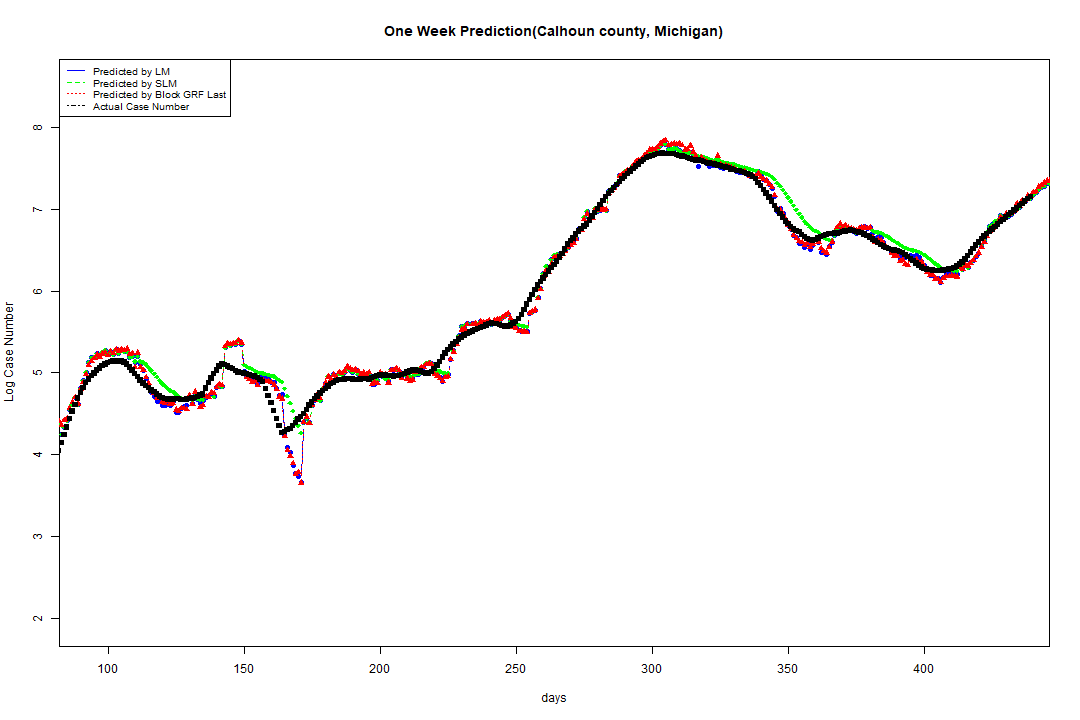 One Week Prediction(Calhoun county, Michigan)
Predicted by LM
Predicted by SLM
Predicted by Block GRF Last
Actual Case Number
8
7
6
5
4
3
2
Log Case Number
100 150 200 250 300 350 400
days